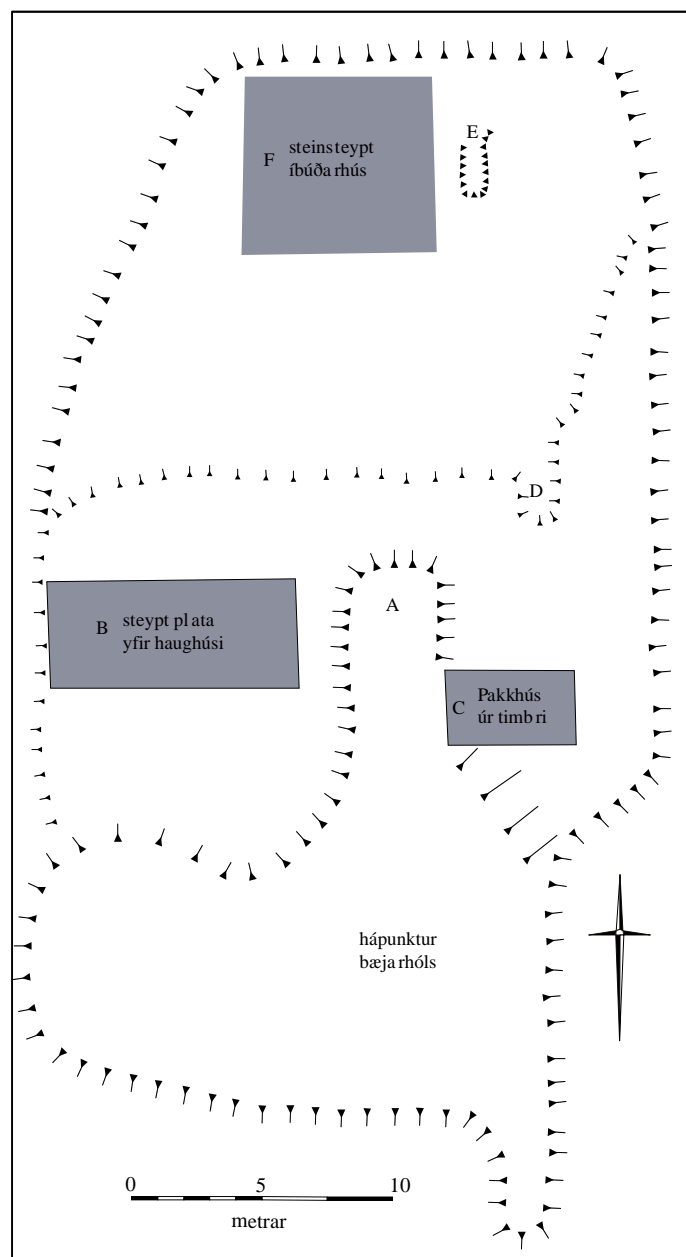 E
F steinsteypt
íbúðarhús
D
A
B steypt plata
yfir haughúsi
C Pakkhús
úr timbri
hápunktur
bæjarhóls
0 5 10
metrar